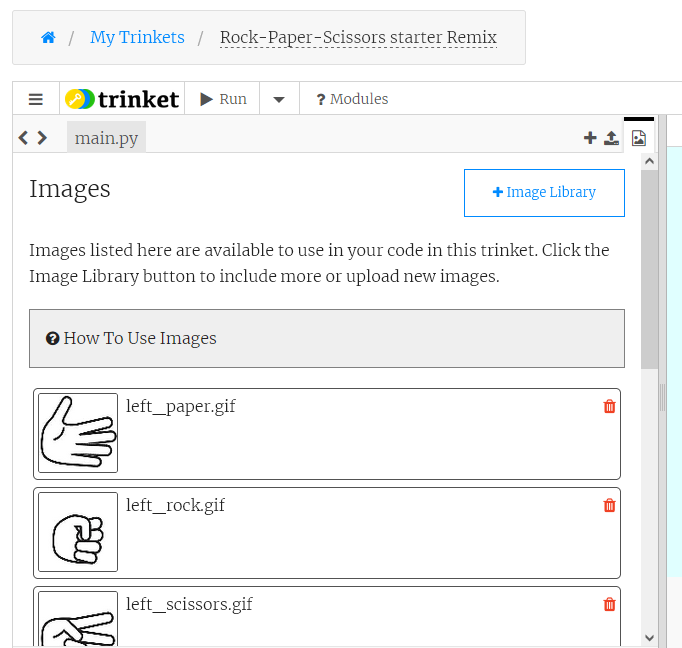 / My Trinkets / Rock-Paper-Scissors starter Remix
trinket Run ? Modules
main.py
Images
+ Image Library
Images listed here are available to use in your code in this trinket. Click the
Image Library button to include more or upload new images.
? How To Use Images
left_paper.gif
left_rock.gif
left_scissors.gif